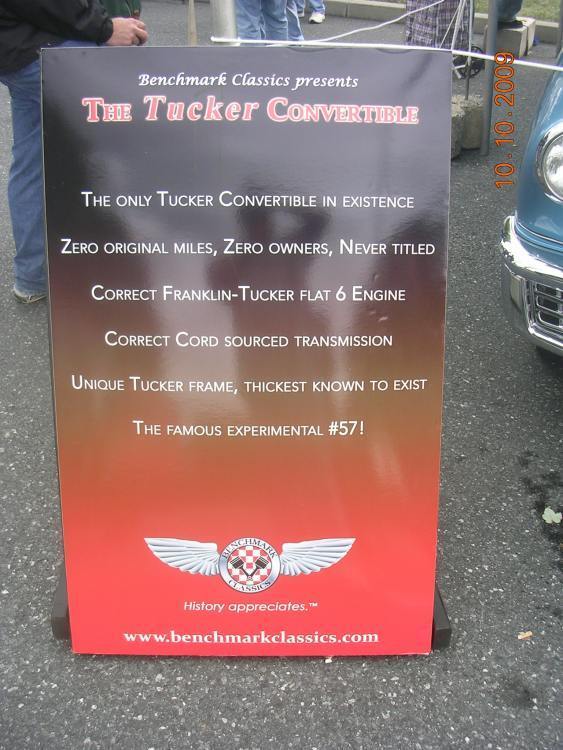 Benchmark Classics presents
The Tucker Convertible
The only Tucker Convertible in existence
Zero original miles, Zero owners, Never titled
Correct Franklin-Tucker flat 6 Engine
Correct Cord sourced transmission
Unique Tucker frame, thickest known to exist
The famous experimental #57!
BENCHMARK
CLASSICS
History appreciates.™
www.benchmarkclassics.com
10.10.2009